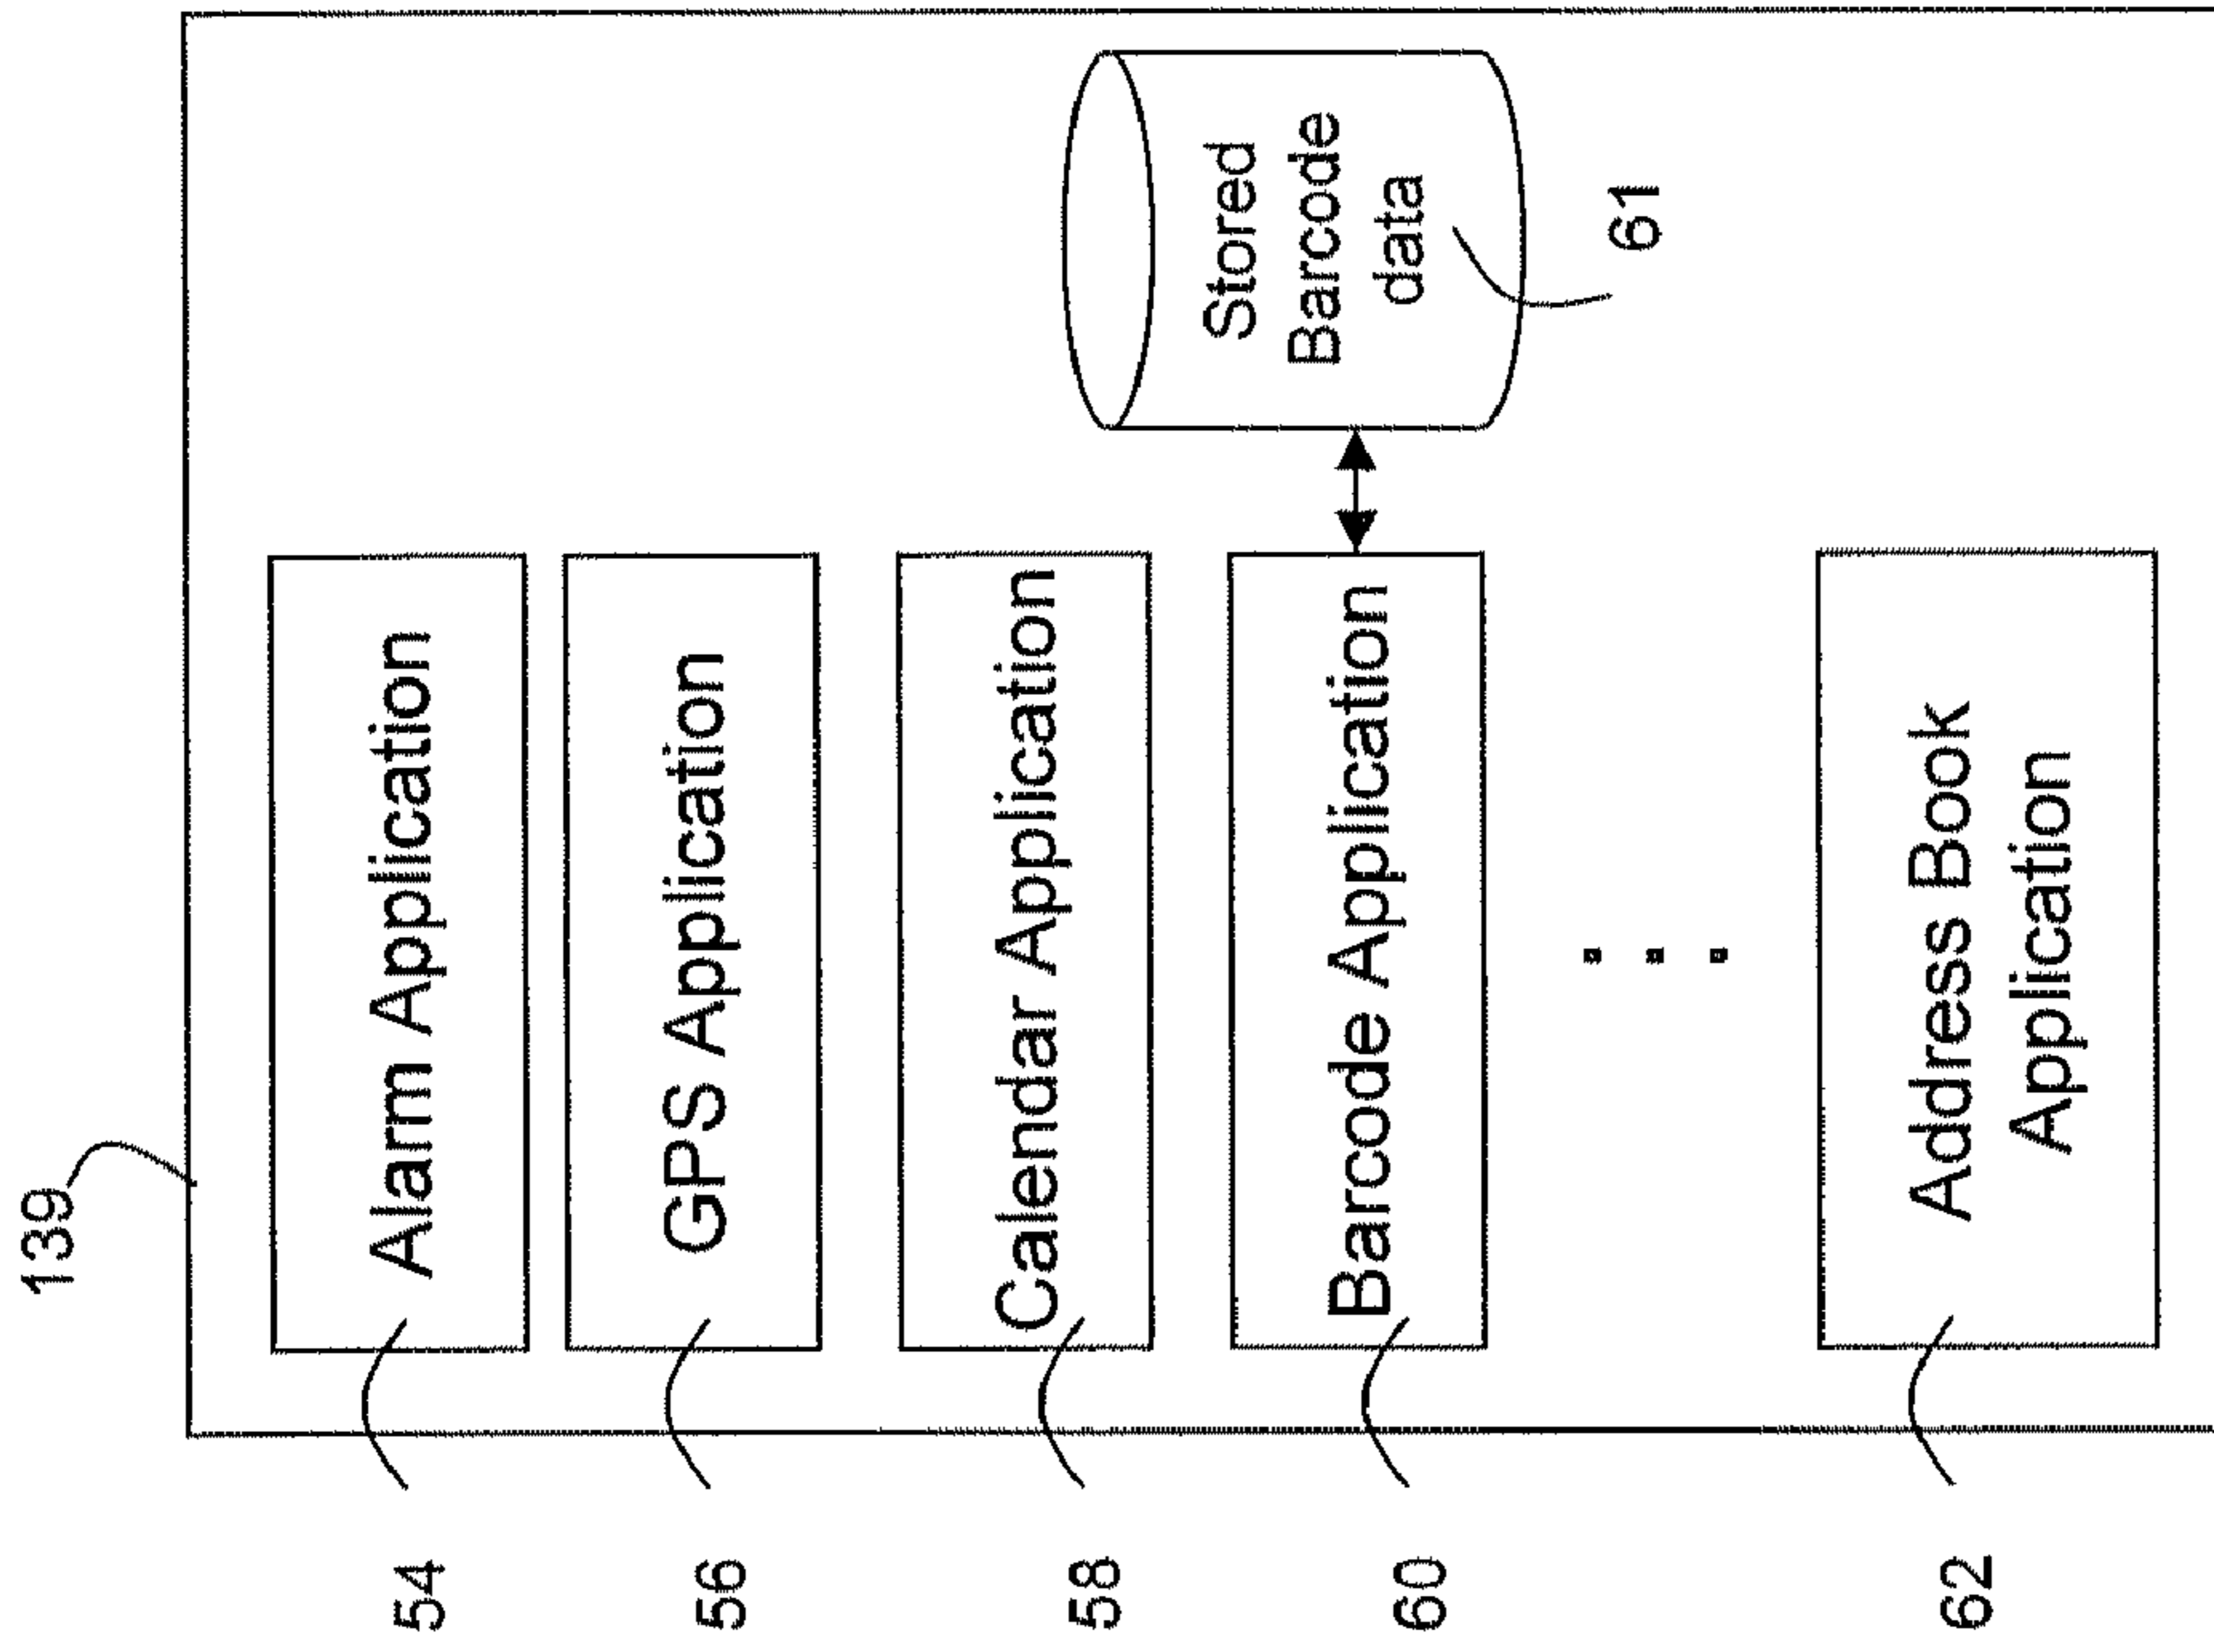 139
54
Alarm Application
56
GPS Application
58
Calendar Application
60
Barcode Application
Stored
Barcode
data
61
62
Address Book
Application